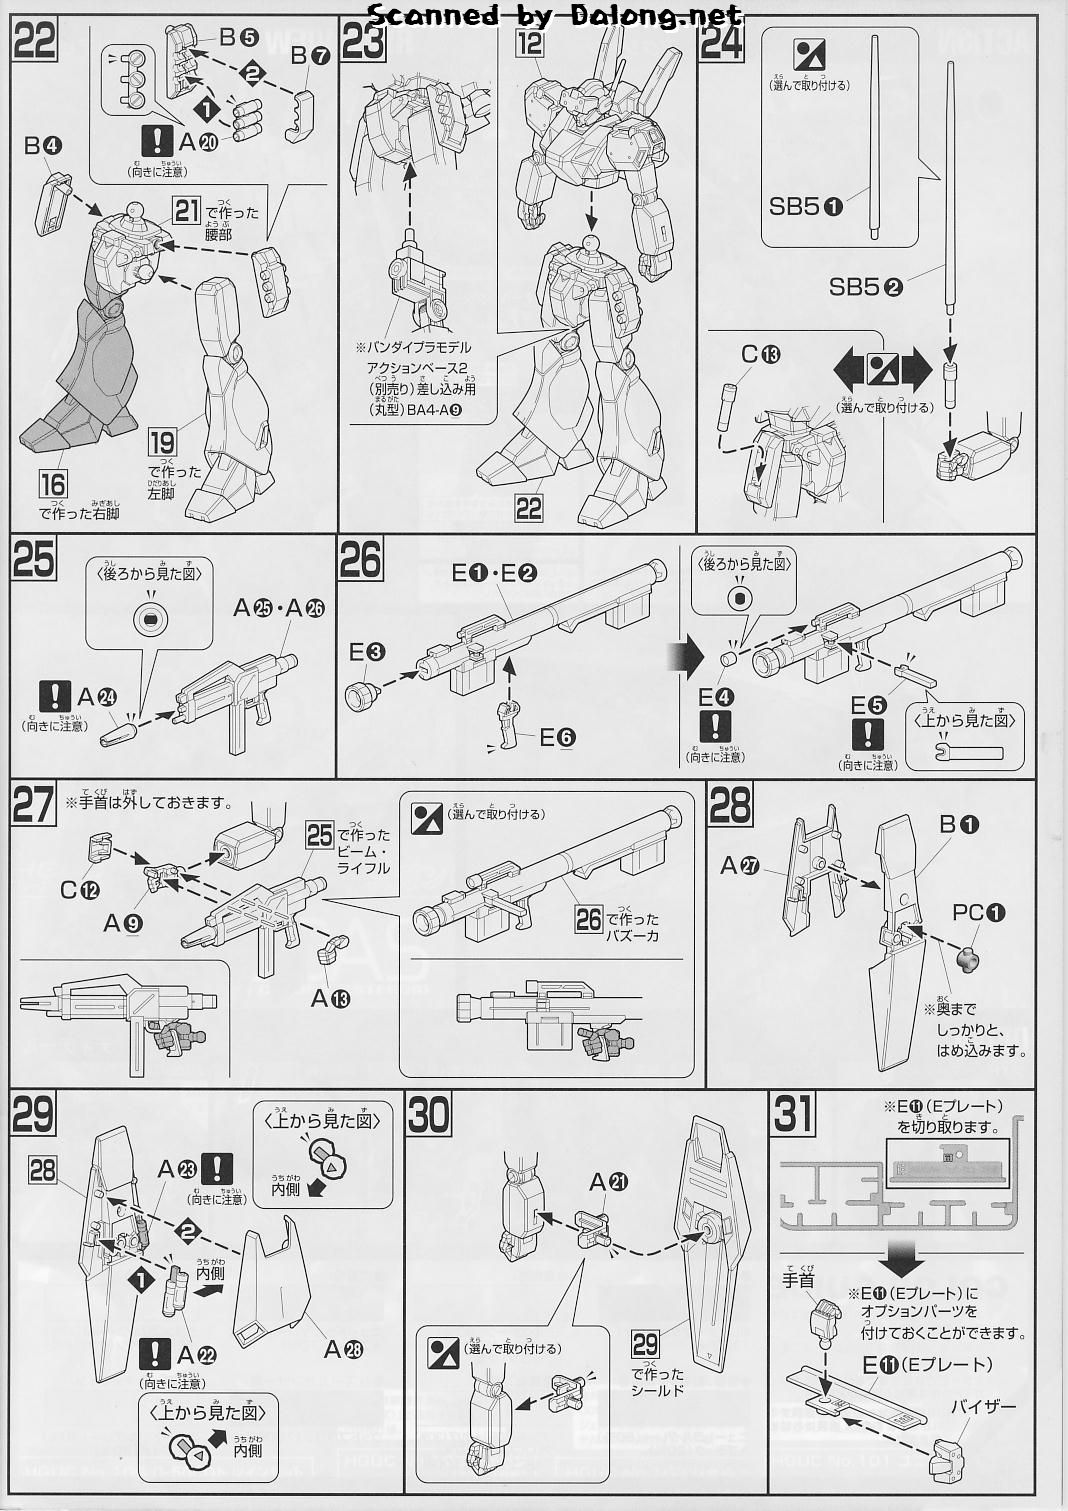 Scanned by Dalong.net
22
B5
B7
2
1
! A20
(向きに注意)
B4
21 で作った
腰部
16
で作った右脚
19
で作った
左脚
23
12
※バンダイプラモデル
アクションベース2
(別売り)差し込み用
(丸型)BA4-A9
22
24
(選んで取り付ける)
SB5 1
SB5 2
C13
(選んで取り付ける)
25
〈後ろから見た図〉
A25・A26
! A24
(向きに注意)
26
E1・E2
E3
E6
〈後ろから見た図〉
E4
!
(向きに注意)
E5
!
(向きに注意)
〈上から見た図〉
27
※手首は外しておきます。
C12
A9
25 で作った
ビーム・
ライフル
A13
(選んで取り付ける)
26 で作った
バズーカ
28
A27
B1
PC1
※奥まで
しっかりと、
はめ込みます。
29
28
A23 !
(向きに注意)
〈上から見た図〉
内側
2
1
内側
! A22
(向きに注意)
A28
〈上から見た図〉
内側
30
A21
(選んで取り付ける)
29
で作った
シールド
31
※E11(Eプレート)
を切り取ります。
手首
※E11(Eプレート)に
オプションパーツを
付けておくことができます。
E11(Eプレート)
バイザー